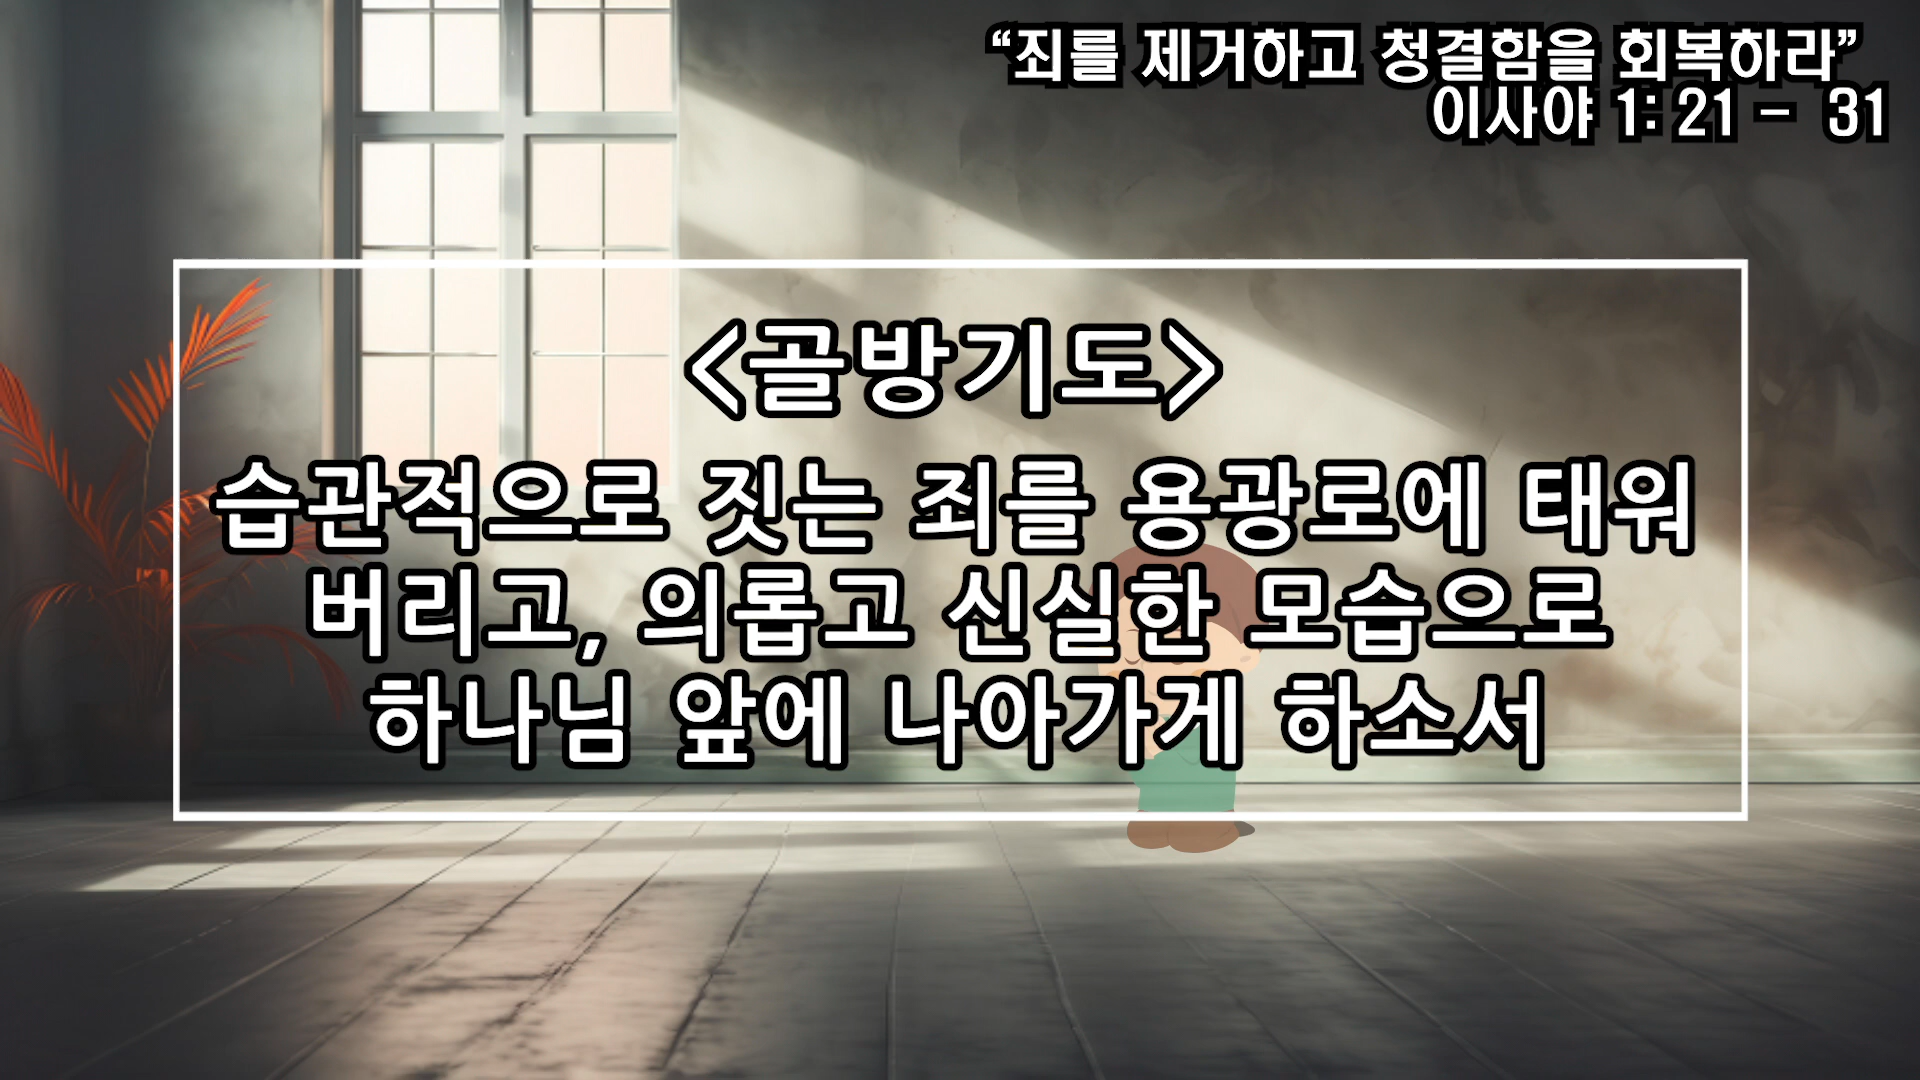 “죄를 제거하고 청결함을 회복하라”
이사야 1: 21 - 31
<골방기도>
습관적으로 짓는 죄를 용광로에 태워
버리고, 의롭고 신실한 모습으로
하나님 앞에 나아가게 하소서